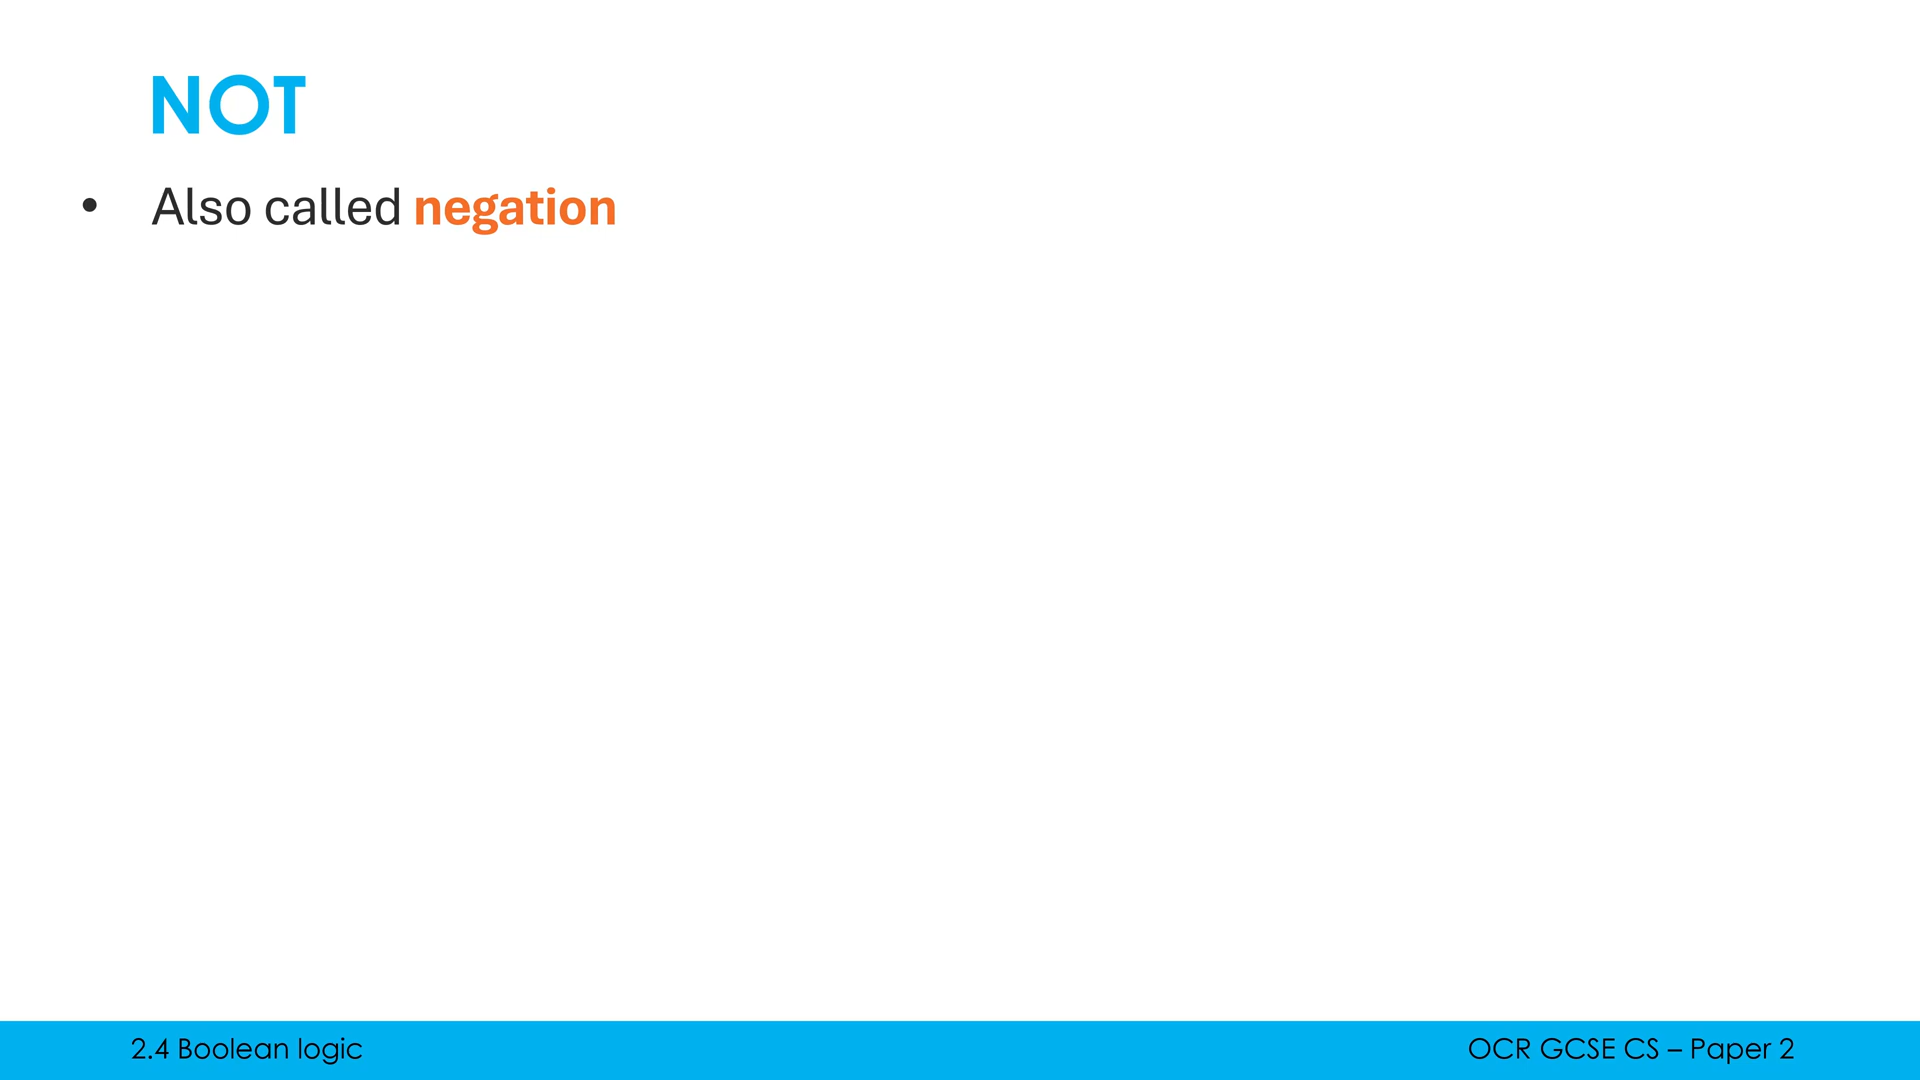 NOT
• Also called negation
2.4 Boolean logic
OCR GCSE CS – Paper 2